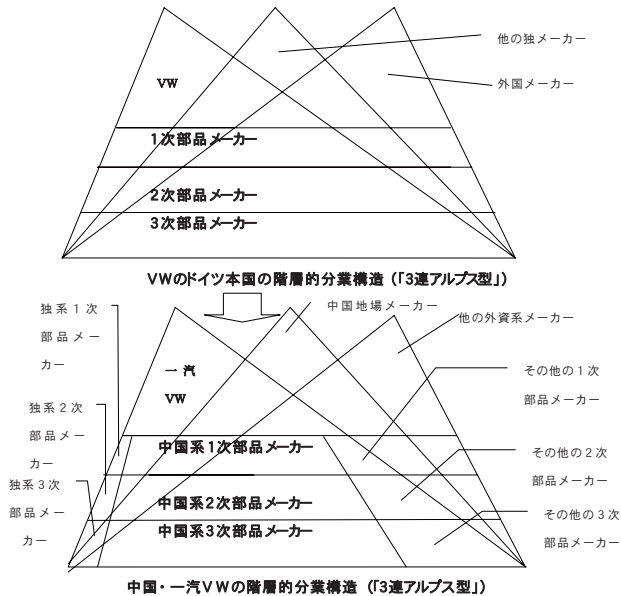 他の独メーカー
VW
外国メーカー
1次部品メーカー
2次部品メーカー
3次部品メーカー
VWのドイツ本国の階層的分業構造(「3連アルプス型」)
独系1次
部品メー
カー
中国地場メーカー
他の外資系メーカー
一汽
VW
その他の1次
部品メーカー
独系2次
部品メー
カー
中国系1次部品メーカー
その他の2次
部品メーカー
独系3次
部品メー
カー
中国系2次部品メーカー
中国系3次部品メーカー
その他の3次
部品メーカー
中国・一汽VWの階層的分業構造(「3連アルプス型」)